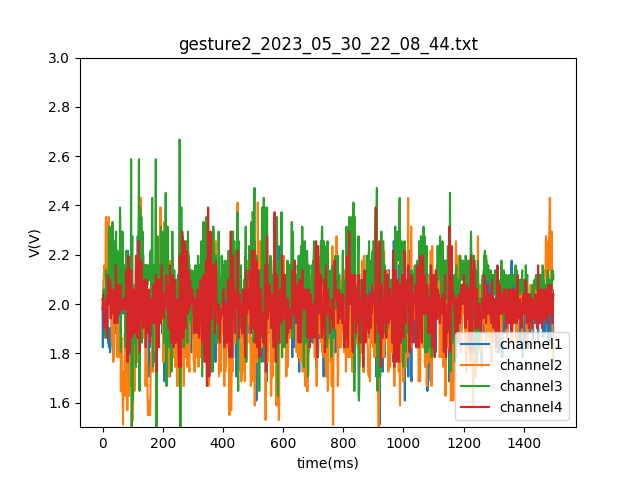 gesture2_2023_05_30_22_08_44.txt
3.0
2.8
2.6
2.4
2.2
2.0
1.8
1.6
V(V)
0 200 400 600 800 1000 1200 1400
time(ms)
channel1
channel2
channel3
channel4